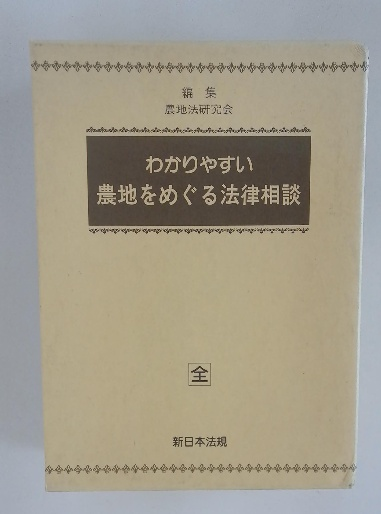 編 集
農地法研究会
わかりやすい
農地をめぐる法律相談
全
新日本法規